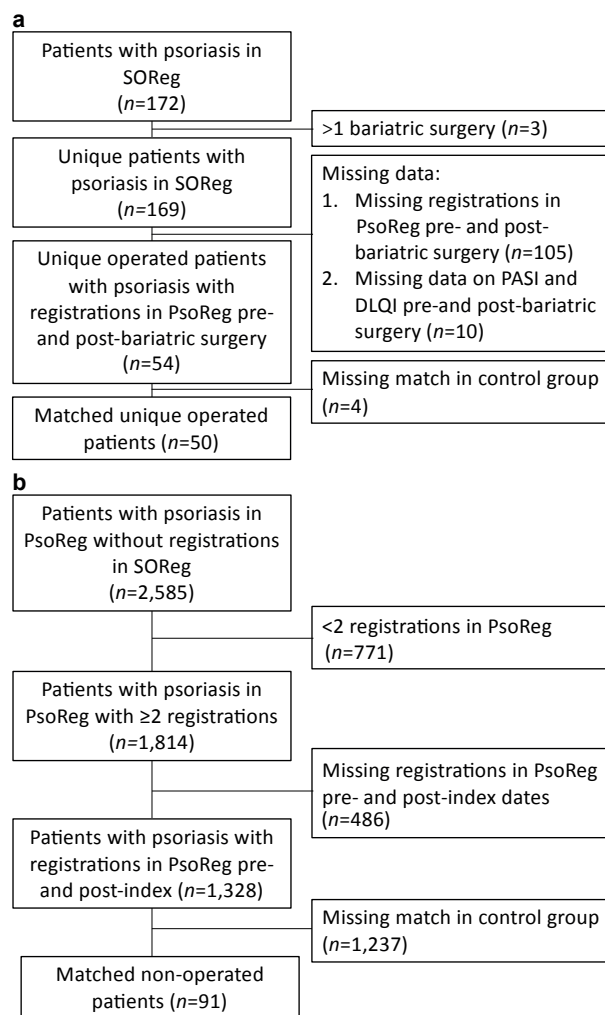 a
Patients with psoriasis in
SOReg
(n=172)
>1 bariatric surgery (n=3)
Unique patients with
psoriasis in SOReg
(n=169)
Missing data:
1. Missing registrations in
PsoReg pre- and post-
bariatric surgery (n=105)
2. Missing data on PASI and
DLQI pre-and post-bariatric
surgery (n=10)
Unique operated patients
with psoriasis with
registrations in PsoReg pre-
and post-bariatric surgery
(n=54)
Missing match in control group
(n=4)
Matched unique operated
patients (n=50)
b
Patients with psoriasis in
PsoReg without registrations
in SOReg
(n=2,585)
<2 registrations in PsoReg
(n=771)
Patients with psoriasis in
PsoReg with ≥2 registrations
(n=1,814)
Missing registrations in PsoReg
pre- and post-index dates
(n=486)
Patients with psoriasis with
registrations in PsoReg pre-
and post-index (n=1,328)
Missing match in control group
(n=1,237)
Matched non-operated
patients (n=91)